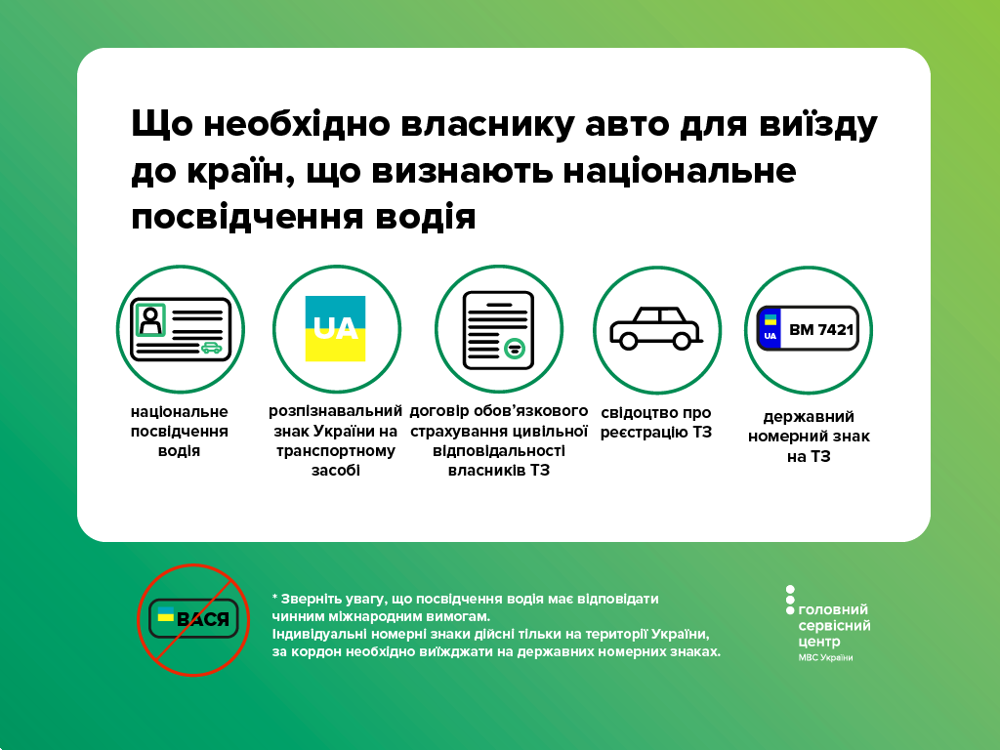 Що необхідно власнику авто для виїзду
до країн, що визнають національне
посвідчення водія
UA
UA
ВМ 7421
національне
посвідчення
водія
розпізнавальний
знак України на
транспортному
засобі
договір обов’язкового
страхування цивільної
відповідальності
власників ТЗ
свідоцтво про
реєстрацію ТЗ
державний
номерний знак
на ТЗ
ВАСЯ
* Зверніть увагу, що посвідчення водія має відповідати
чинним міжнародним вимогам.
Індивідуальні номерні знаки дійсні тільки на території України,
за кордон необхідно виїжджати на державних номерних знаках.
головний
сервісний
центр
МВС України